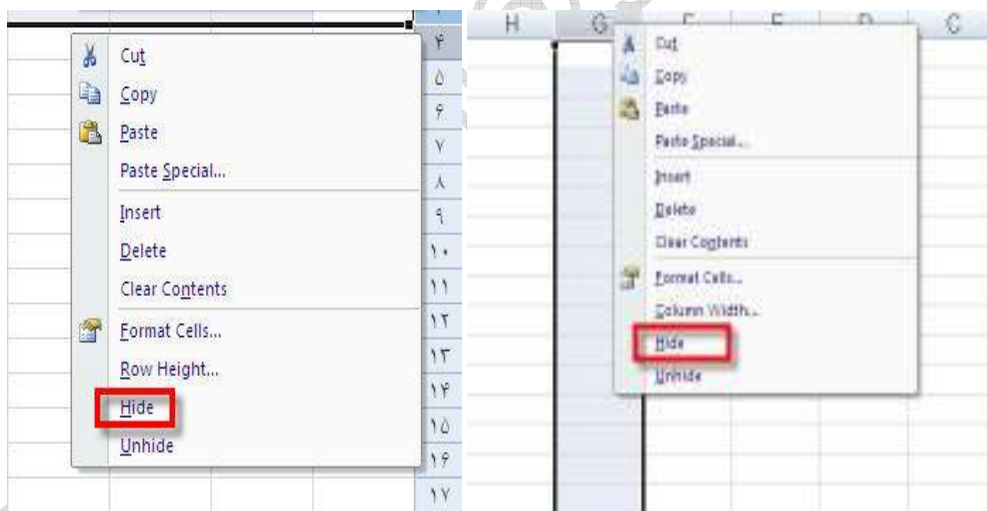 Cut
Copy
Paste
Paste Special...
Insert
Delete
Clear Contents
Format Cells...
Row Height...
Hide
Unhide
۴
۵
۶
۷
۸
۹
۱۰
۱۱
۱۲
۱۳
۱۴
۱۵
۱۶
۱۷
H G F E D C
Cut
Copy
Paste
Paste Special...
Insert
Delete
Clear Contents
Format Cells...
Column Width...
Hide
Unhide